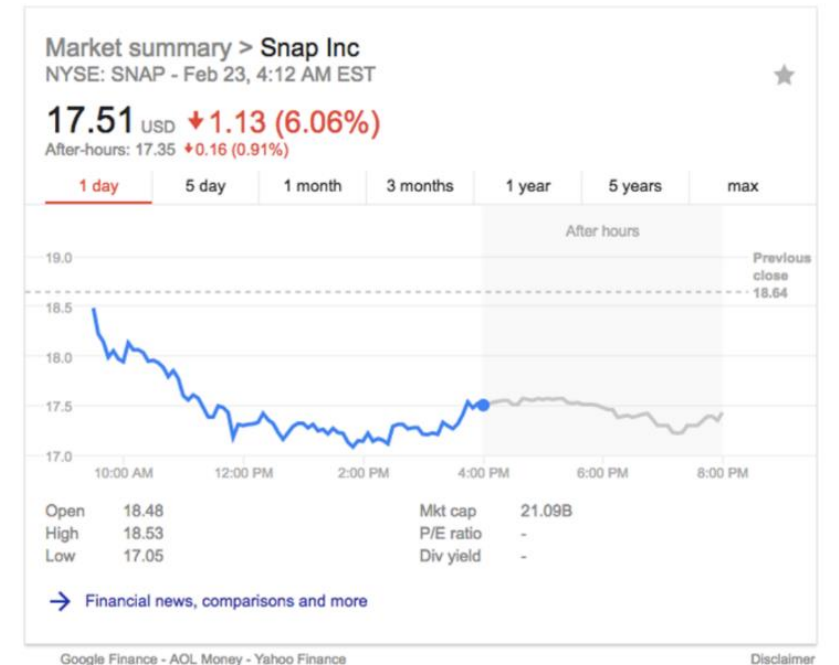 Market summary > Snap Inc
NYSE: SNAP - Feb 23, 4:12 AM EST
17.51 USD ↓1.13 (6.06%)
After-hours: 17.35 ↓0.16 (0.91%)
1 day 5 day 1 month 3 months 1 year 5 years max
After hours
19.0
Previous
close
18.64
18.5
18.0
17.5
17.0
10:00 AM 12:00 PM 2:00 PM 4:00 PM 6:00 PM 8:00 PM
Open 18.48 Mkt cap 21.09B
High 18.53 P/E ratio -
Low 17.05 Div yield -
→ Financial news, comparisons and more
Google Finance - AOL Money - Yahoo Finance Disclaimer